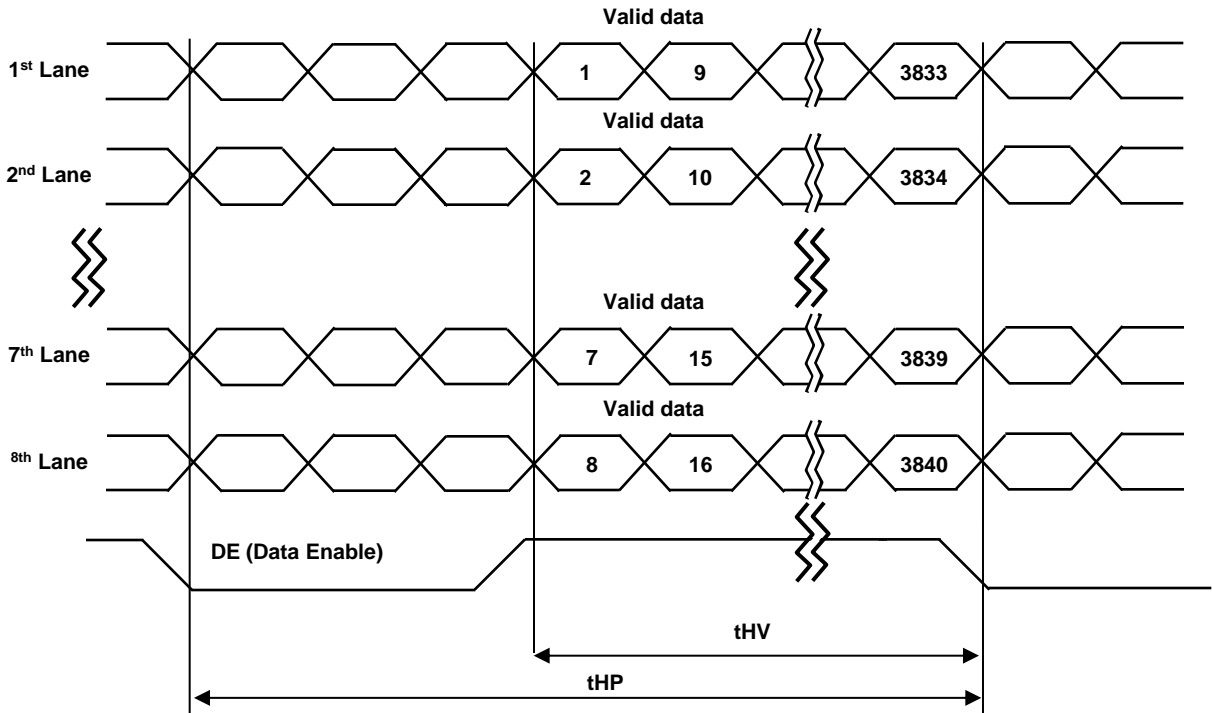 Valid data
1st Lane
1 9 3833
Valid data
2nd Lane
2 10 3834
Valid data
7th Lane
7 15 3839
Valid data
8th Lane
8 16 3840
DE (Data Enable)
tHV
tHP